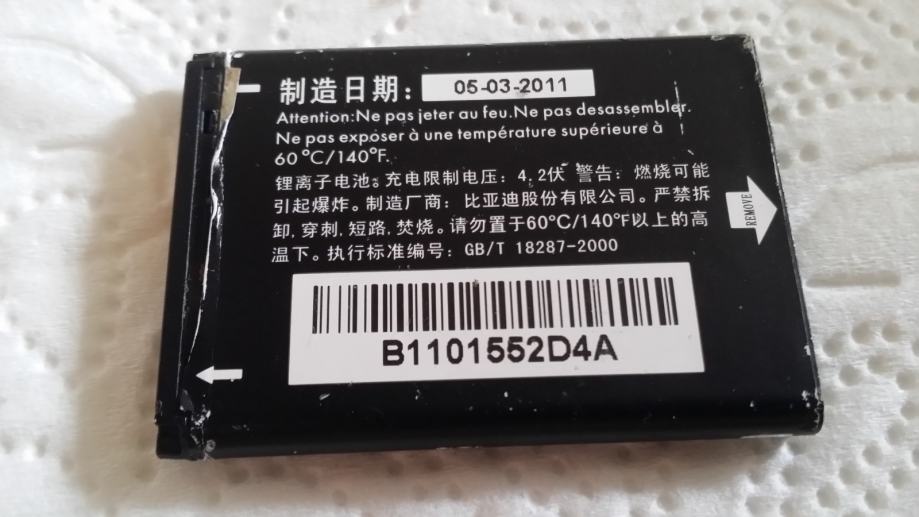 制造日期： 05-03-2011
Attention:Ne pas jeter au feu.Ne pas desassembler.
Ne pas exposer à une température supérieure à
60 °C/140°F.
锂离子电池。充电限制电压：4.2伏 警告：燃烧可能
引起爆炸。制造厂商：比亚迪股份有限公司。严禁拆
卸,穿刺,短路,焚烧。请勿置于60°C/140°F以上的高
温下。执行标准编号：GB/T 18287-2000
REMOVE
B1101552D4A